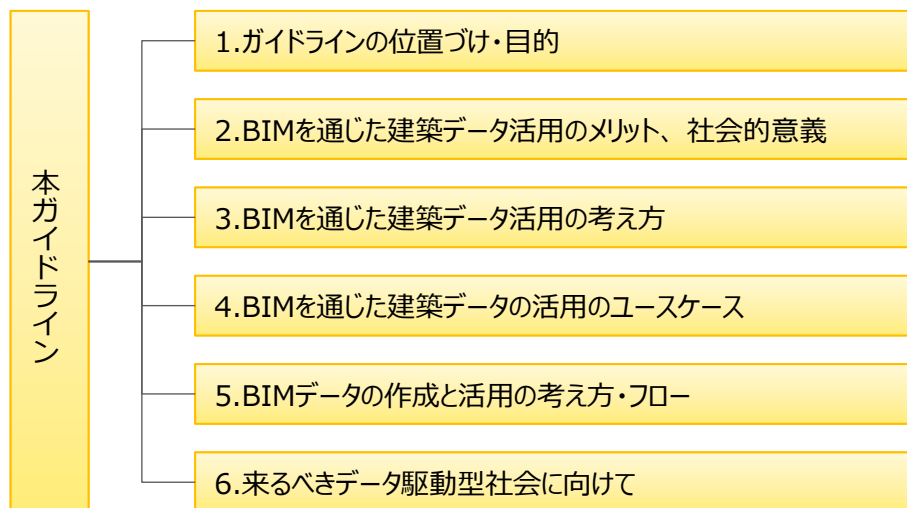 本ガイドライン
1.ガイドラインの位置づけ・目的
2.BIMを通じた建築データ活用のメリット、社会的意義
3.BIMを通じた建築データ活用の考え方
4.BIMを通じた建築データの活用のユースケース
5.BIMデータの作成と活用の考え方・フロー
6.来るべきデータ駆動型社会に向けて